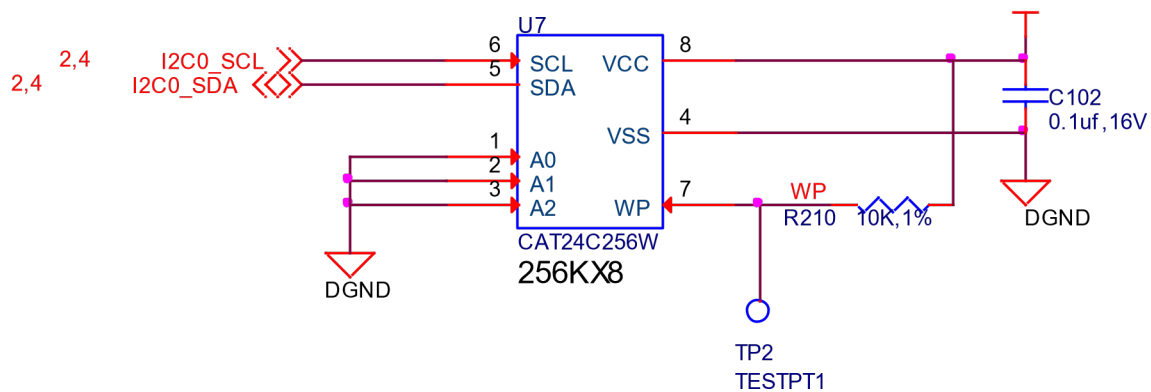 U7
2,4 I2C0_SCL 6 SCL VCC 8
2,4 I2C0_SDA 5 SDA
C102
0.1uf,16V
VSS 4
1 A0
2 A1
3 A2 WP 7 WP
R210 10K,1%
DGND
CAT24C256W
256KX8
DGND
TP2
TESTPT1